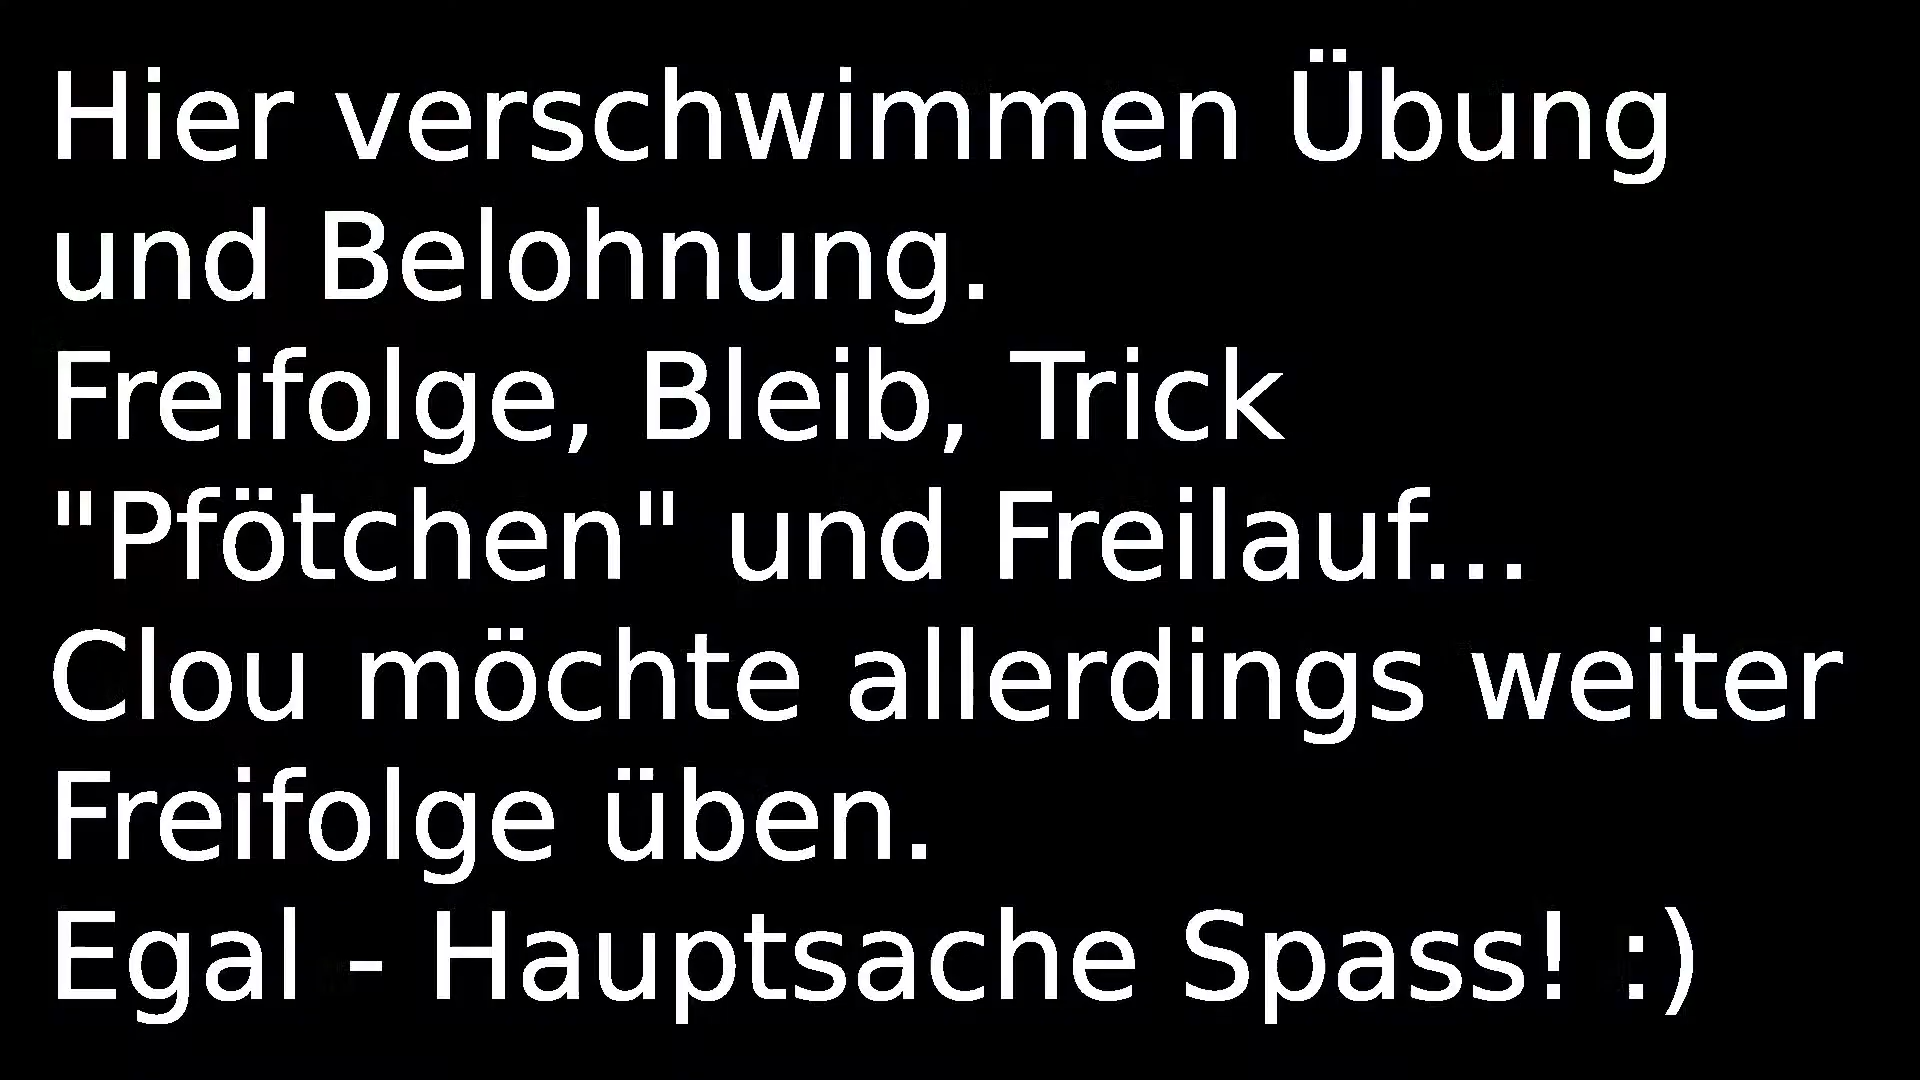 Hier verschwimmen Übung
und Belohnung.
Freifolge, Bleib, Trick
"Pfötchen" und Freilauf...
Clou möchte allerdings weiter
Freifolge üben.
Egal - Hauptsache Spass! :)